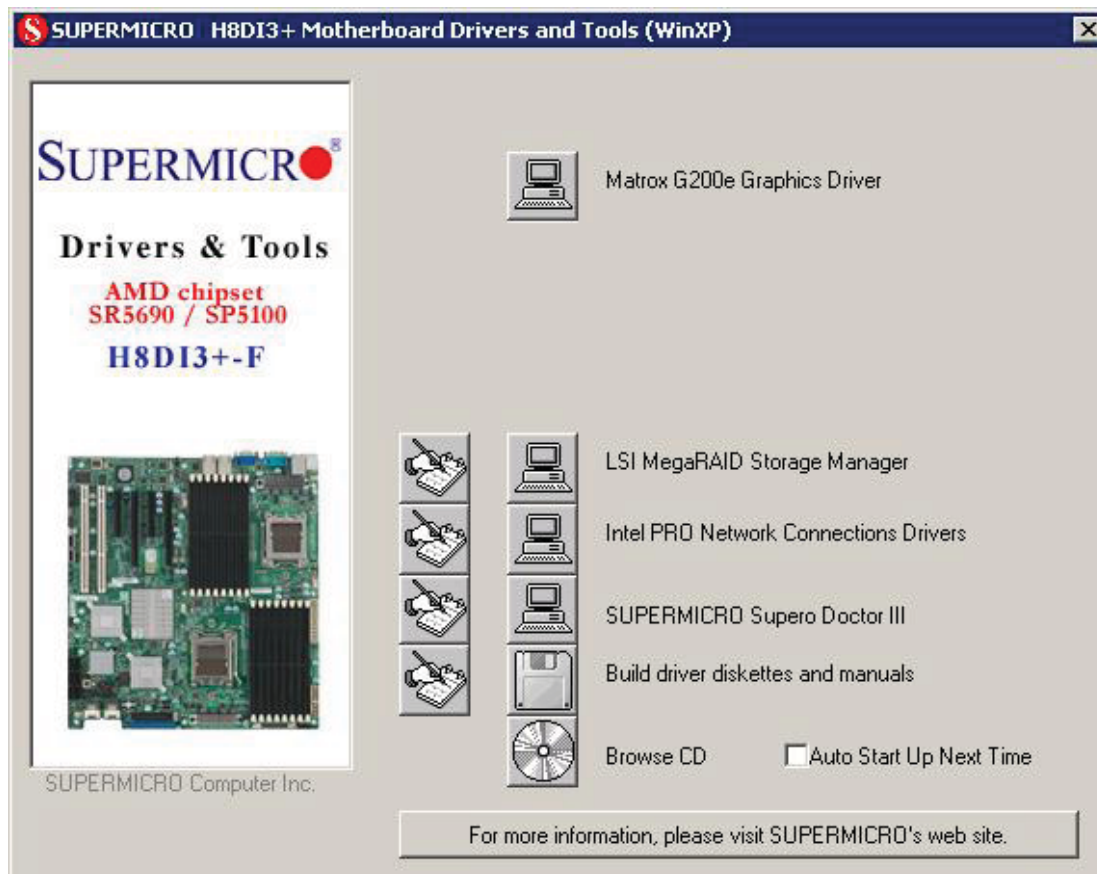 SUPERMICRO H8DI3+ Motherboard Drivers and Tools (WinXP)
SUPERMICRO®
Drivers & Tools
AMD chipset
SR5690 / SP5100
H8DI3+-F
SUPERMICRO Computer Inc.
Matrox G200e Graphics Driver
LSI MegaRAID Storage Manager
Intel PRO Network Connections Drivers
SUPERMICRO Supero Doctor III
Build driver diskettes and manuals
Browse CD
Auto Start Up Next Time
For more information, please visit SUPERMICRO's web site.